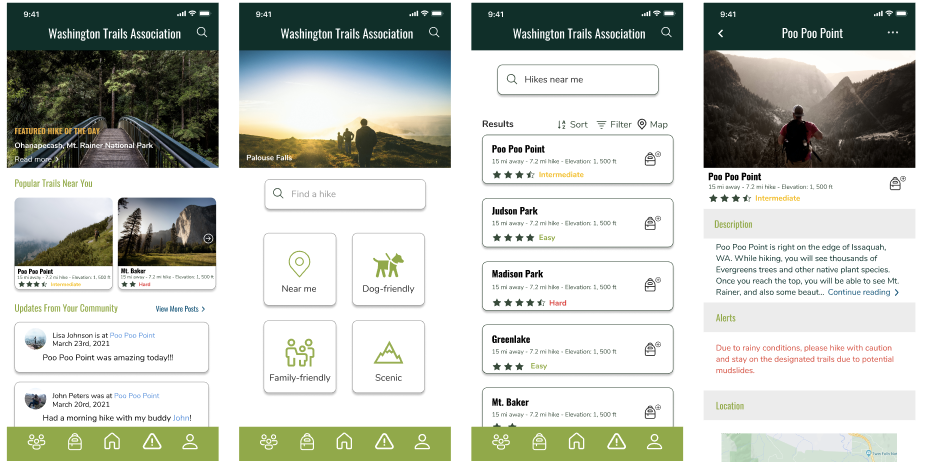 9:41
Washington Trails Association
FEATURED HIKE OF THE DAY
Ohanapecash, Mt. Rainer National Park
Read more >
Popular Trails Near You
Poo Poo Point
15 mi away - 7.2 mi hike - Elevation: 1, 500 ft
Intermediate
Mt. Baker
15 mi away - 7.2 mi hike - Elevation: 1, 500 ft
Hard
Updates From Your Community
View More Posts >
Lisa Johnson is at Poo Poo Point
March 23rd, 2021
Poo Poo Point was amazing today!!!
John Peters was at Poo Poo Point
March 20rd, 2021
Had a morning hike with my buddy John!
9:41
Washington Trails Association
Palouse Falls
Find a hike
Near me
Dog-friendly
Family-friendly
Scenic
9:41
Washington Trails Association
Hikes near me
Results
Sort
Filter
Map
Poo Poo Point
15 mi away - 7.2 mi hike - Elevation: 1, 500 ft
Intermediate
Judson Park
15 mi away - 7.2 mi hike - Elevation: 1, 500 ft
Easy
Madison Park
15 mi away - 7.2 mi hike - Elevation: 1, 500 ft
Hard
Greenlake
15 mi away - 7.2 mi hike - Elevation: 1, 500 ft
Easy
Mt. Baker
15 mi away - 7.2 mi hike - Elevation: 1, 500 ft
9:41
Poo Poo Point
Poo Poo Point
15 mi away - 7.2 mi hike - Elevation: 1, 500 ft
Intermediate
Description
Poo Poo Point is right on the edge of Issaquah,
WA. While hiking, you will see thousands of
Evergreens trees and other native plant species.
Once you reach the top, you will be able to see Mt.
Rainer, and also some beaut... Continue reading >
Alerts
Due to rainy conditions, please hike with caution
and stay on the designated trails due to potential
mudslides.
Location